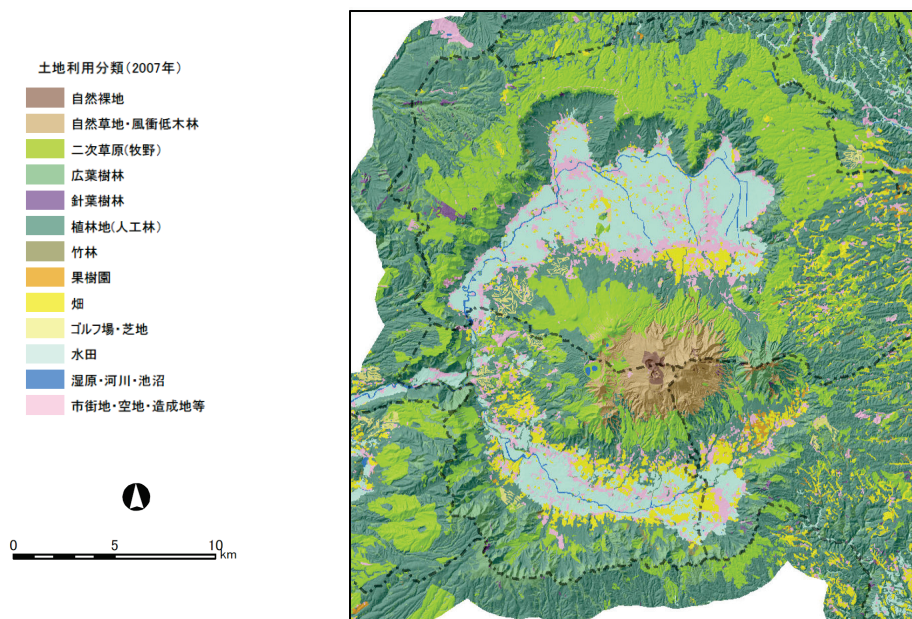 土地利用分類(2007年)
自然裸地
自然草地・風衝低木林
二次草原(牧野)
広葉樹林
針葉樹林
植林地(人工林)
竹林
果樹園
畑
ゴルフ場・芝地
水田
湿原・河川・池沼
市街地・空地・造成地等
0 5 10
km